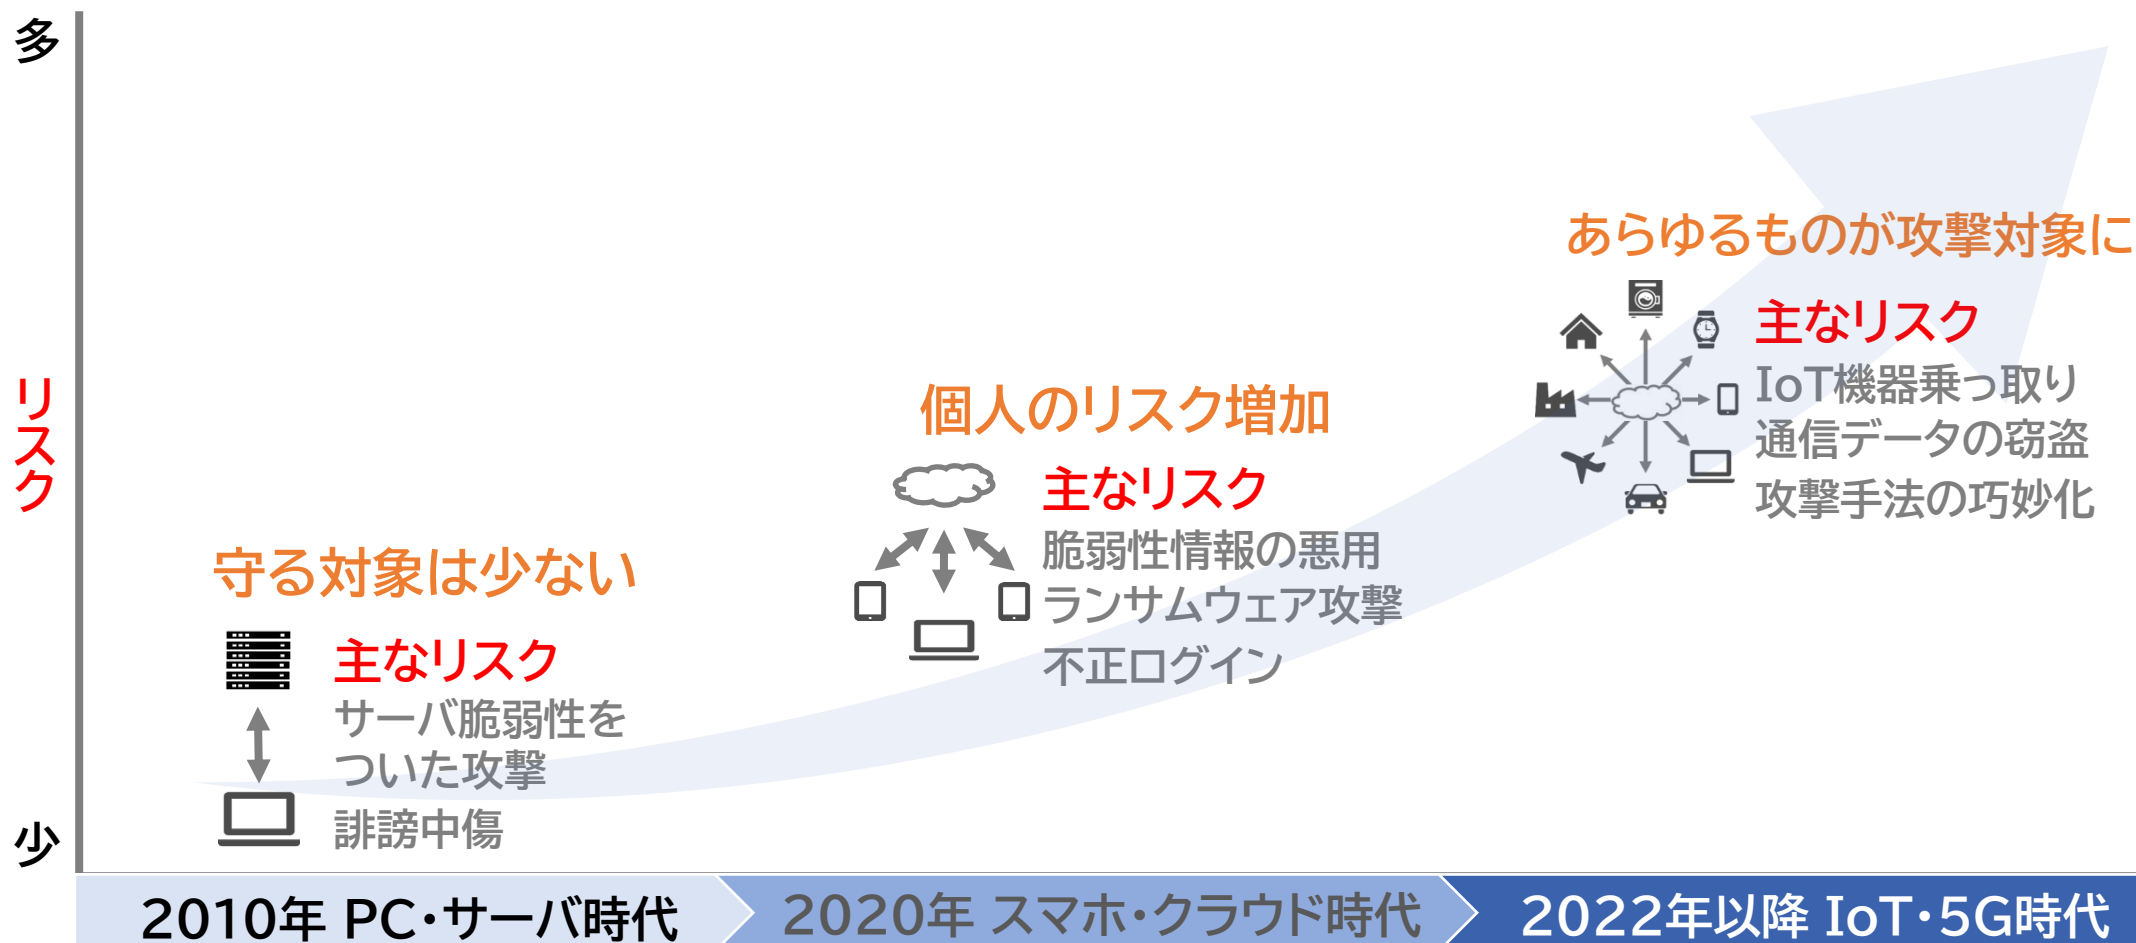 多
リスク
少
守る対象は少ない
主なリスク
サーバ脆弱性を
ついた攻撃
誹謗中傷
個人のリスク増加
主なリスク
脆弱性情報の悪用
ランサムウェア攻撃
不正ログイン
あらゆるものが攻撃対象に
主なリスク
IoT機器乗っ取り
通信データの窃盗
攻撃手法の巧妙化
2010年 PC・サーバ時代
2020年 スマホ・クラウド時代
2022年以降 IoT・5G時代